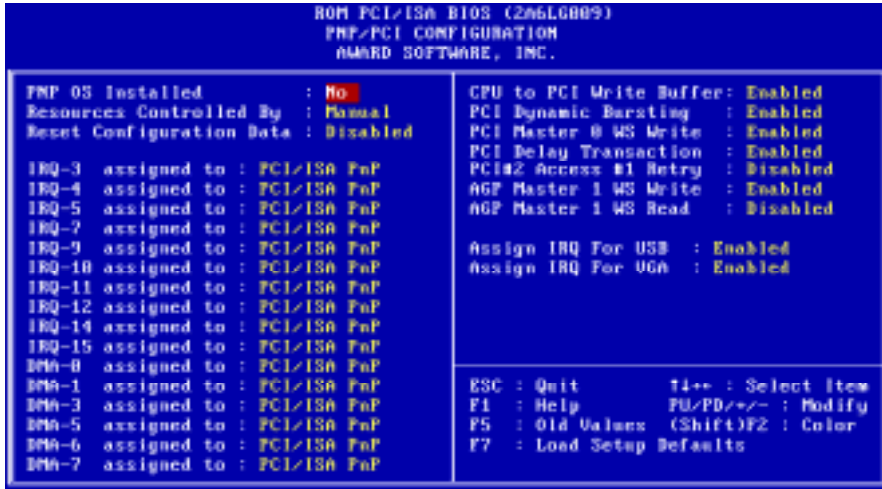 ROM PCI/ISA BIOS (2A6LG009)
PNP/PCI CONFIGURATION
AWARD SOFTWARE, INC.
PNP OS Installed : No
Resources Controlled By : Manual
Reset Configuration Data : Disabled
IRQ-3 assigned to : PCI/ISA PnP
IRQ-4 assigned to : PCI/ISA PnP
IRQ-5 assigned to : PCI/ISA PnP
IRQ-7 assigned to : PCI/ISA PnP
IRQ-9 assigned to : PCI/ISA PnP
IRQ-10 assigned to : PCI/ISA PnP
IRQ-11 assigned to : PCI/ISA PnP
IRQ-12 assigned to : PCI/ISA PnP
IRQ-14 assigned to : PCI/ISA PnP
IRQ-15 assigned to : PCI/ISA PnP
DMA-0 assigned to : PCI/ISA PnP
DMA-1 assigned to : PCI/ISA PnP
DMA-3 assigned to : PCI/ISA PnP
DMA-5 assigned to : PCI/ISA PnP
DMA-6 assigned to : PCI/ISA PnP
DMA-7 assigned to : PCI/ISA PnP
CPU to PCI Write Buffer: Enabled
PCI Dynamic Bursting : Enabled
PCI Master 0 WS Write : Enabled
PCI Delay Transaction : Enabled
PCI#2 Access #1 Retry : Disabled
AGP Master 1 WS Write : Enabled
AGP Master 1 WS Read : Disabled
Assign IRQ For USB : Enabled
Assign IRQ For VGA : Enabled
ESC : Quit ↑↓→← : Select Item
F1 : Help PU/PD/+/- : Modify
F5 : Old Values (Shift)F2 : Color
F7 : Load Setup Defaults